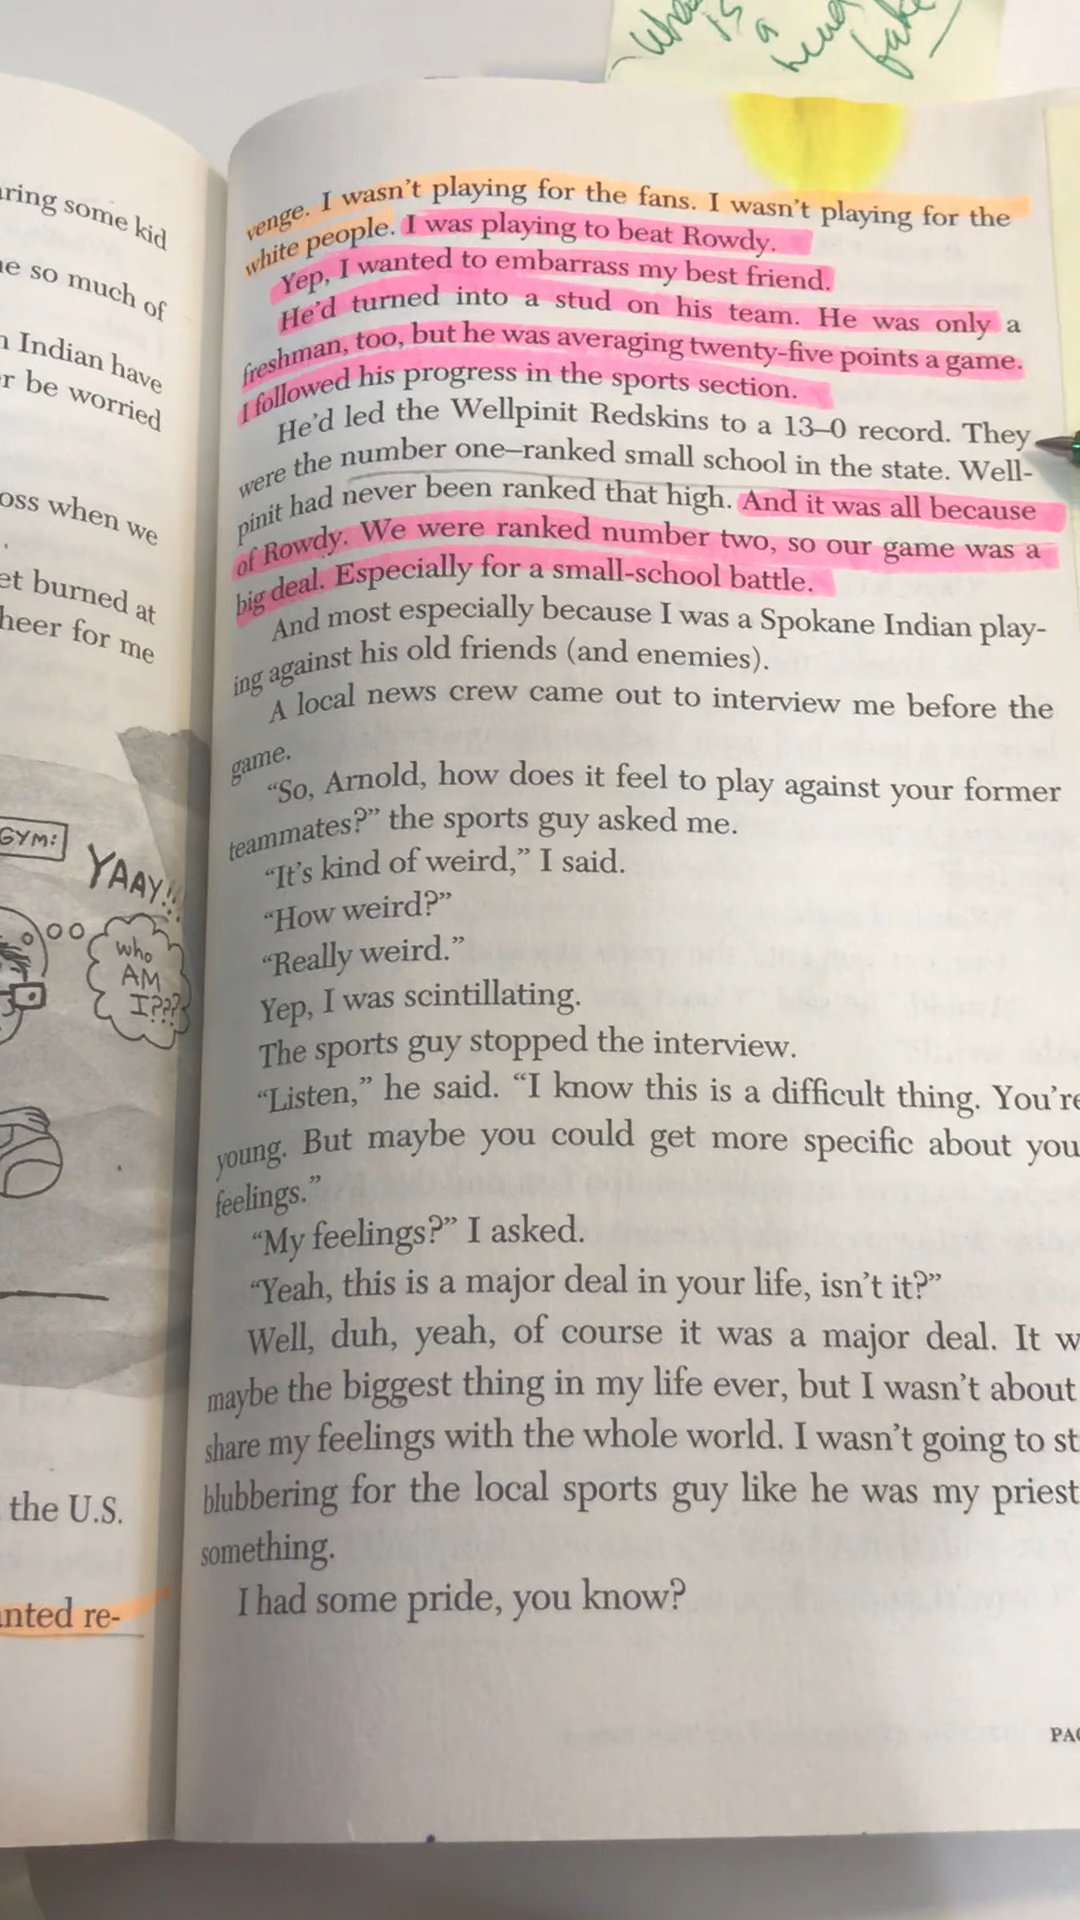 is
a
aring some kid
e so much of
Indian have
r be worried
oss when we
et burned at
heer for me
GYM:
YAAY!!!
who
AM
I???
the U.S.
anted re-
venge. I wasn't playing for the fans. I wasn't playing for the
white people. I was playing to beat Rowdy.
Yep, I wanted to embarrass my best friend.
He'd turned into a stud on his team. He was only a
freshman, too, but he was averaging twenty-five points a game.
I followed his progress in the sports section.
He'd led the Wellpinit Redskins to a 13–0 record. They
were the number one–ranked small school in the state. Well-
pinit had never been ranked that high. And it was all because
of Rowdy. We were ranked number two, so our game was a
big deal. Especially for a small-school battle.
And most especially because I was a Spokane Indian play-
ing against his old friends (and enemies).
A local news crew came out to interview me before the
game.
“So, Arnold, how does it feel to play against your former
teammates?” the sports guy asked me.
“It's kind of weird,” I said.
“How weird?”
“Really weird.”
Yep, I was scintillating.
The sports guy stopped the interview.
“Listen,” he said. “I know this is a difficult thing. You're
young. But maybe you could get more specific about you
feelings.”
“My feelings?” I asked.
“Yeah, this is a major deal in your life, isn't it?”
Well, duh, yeah, of course it was a major deal. It w
maybe the biggest thing in my life ever, but I wasn't about
share my feelings with the whole world. I wasn't going to st
blubbering for the local sports guy like he was my priest
something.
I had some pride, you know?
PAG